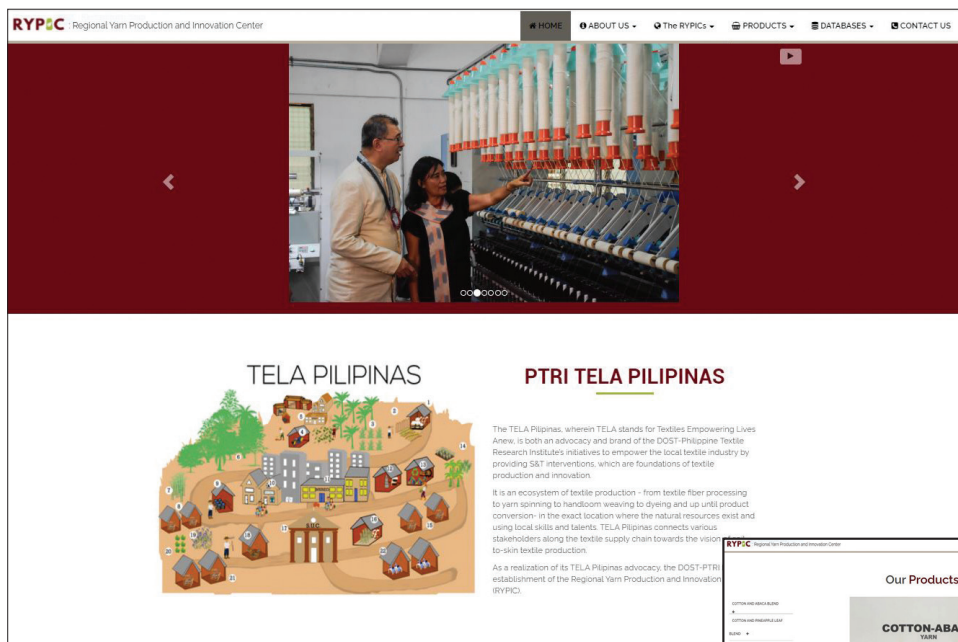 RYPIC : Regional Yarn Production and Innovation Center
HOME
ABOUT US
The RYPICs
PRODUCTS
DATABASES
CONTACT US
TELA PILIPINAS
PTRI TELA PILIPINAS
The TELA Pilipinas, wherein TELA stands for Textiles Empowering Lives
Anew, is both an advocacy and brand of the DOST-Philippine Textile
Research Institute's initiatives to empower the local textile industry by
providing S&T interventions, which are foundations of textile
production and innovation.
It is an ecosystem of textile production - from textile fiber processing
to yarn spinning to handloom weaving to dyeing and up until product
conversion- in the exact location where the natural resources exist and
using local skills and talents. TELA Pilipinas connects various
stakeholders along the textile supply chain towards the vision
to-skin textile production.
As a realization of its TELA Pilipinas advocacy, the DOST-PTRI
establishment of the Regional Yarn Production and Innovation
(RYPIC).
RYPIC Regional Yarn Production and Innovation Center
Our Products
COTTON AND ABACA BLEND
COTTON AND PINEAPPLE LEAF
BLEND
COTTON-ABA
YARN